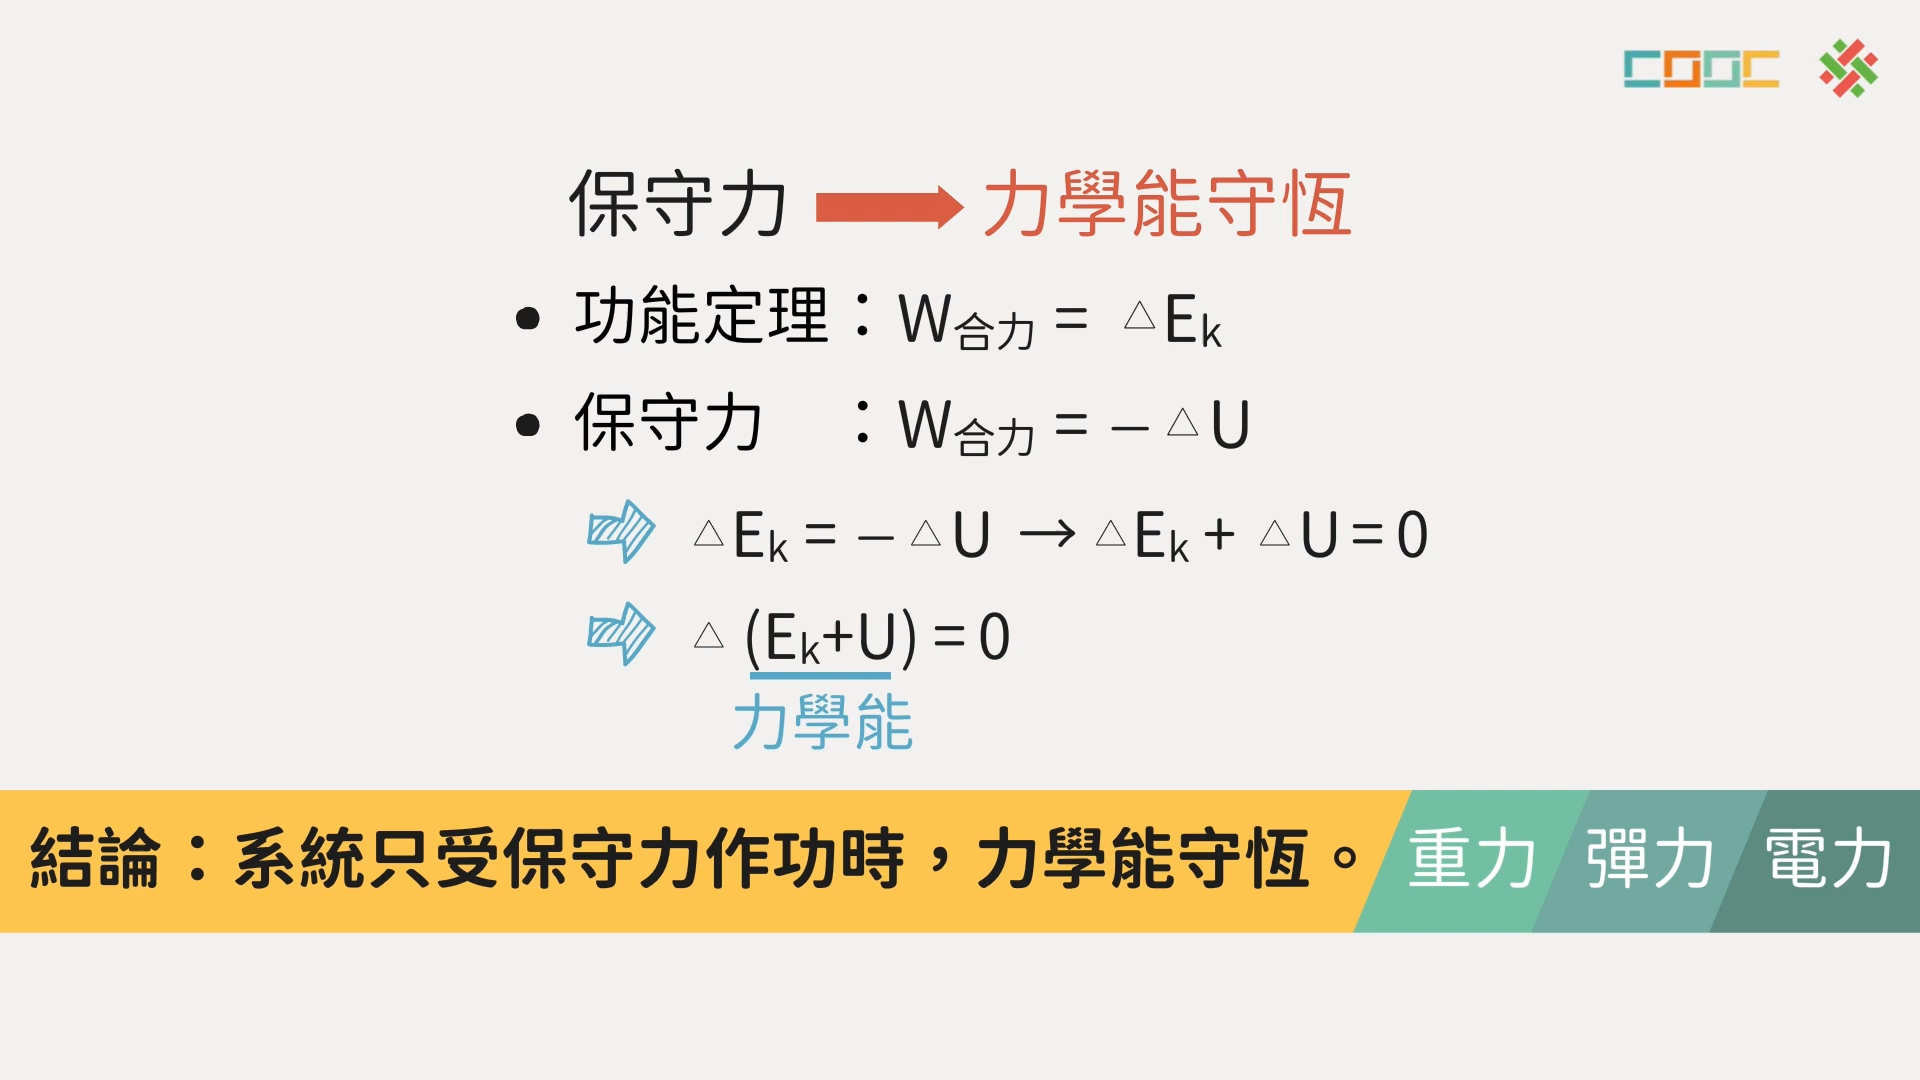 COOC
保守力 → 力學能守恆
• 功能定理：W合力 = △Ek
• 保守力　：W合力 = – △U
⇨ △Ek = – △U → △Ek + △U = 0
⇨ △ (Ek+U) = 0
力學能
結論：系統只受保守力作功時，力學能守恆。 重力 彈力 電力